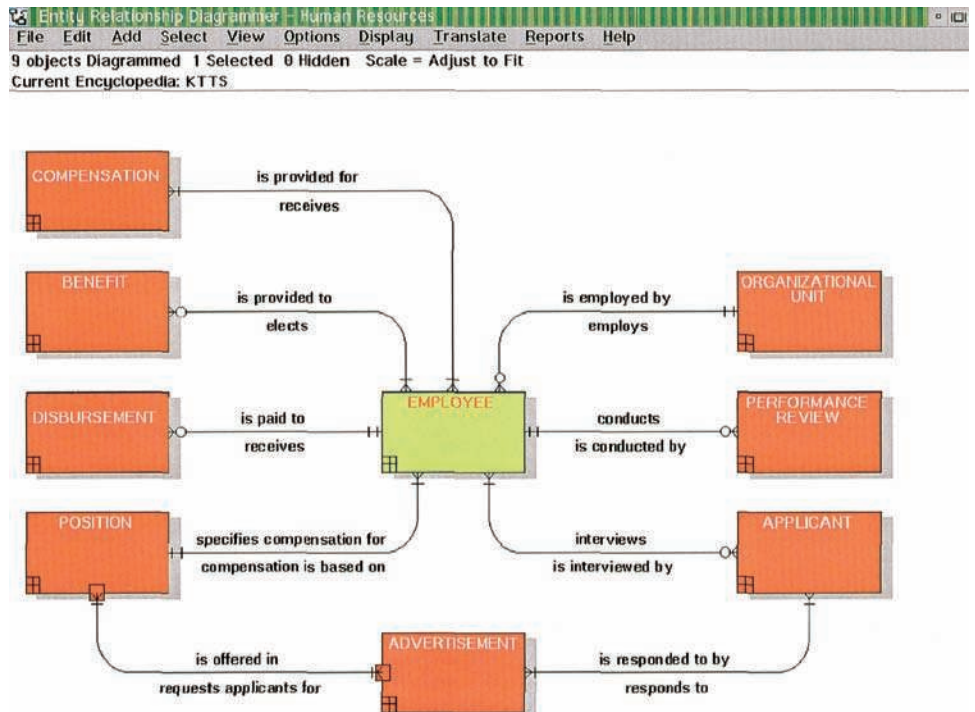 Entity Relationship Diagrammer - Human Resources
File Edit Add Select View Options Display Translate Reports Help
9 objects Diagrammed 1 Selected 0 Hidden Scale = Adjust to Fit
Current Encyclopedia: KTTS
COMPENSATION
is provided for
receives
BENEFIT
is provided to
elects
is employed by
employs
ORGANIZATIONAL
UNIT
DISBURSEMENT
is paid to
receives
EMPLOYEE
conducts
is conducted by
PERFORMANCE
REVIEW
POSITION
specifies compensation for
compensation is based on
interviews
is interviewed by
APPLICANT
is offered in
requests applicants for
ADVERTISEMENT
is responded to by
responds to